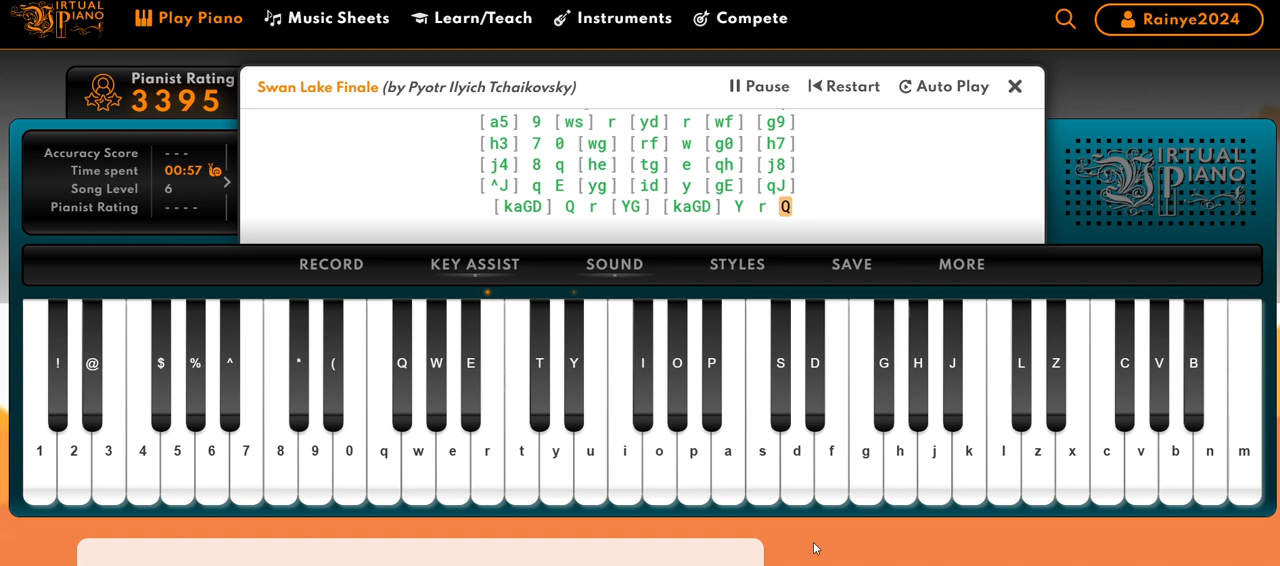 VIRTUAL PIANO
Play Piano
Music Sheets
Learn/Teach
Instruments
Compete
Rainye2024
Pianist Rating
3395
Swan Lake Finale (by Pyotr Ilyich Tchaikovsky)
Pause
Restart
Auto Play
Accuracy Score ---
Time spent 00:57
Song Level 6
Pianist Rating ----
[a5] 9 [ws] r [yd] r [wf] [g9]
[h3] 7 0 [wg] [rf] w [g0] [h7]
[j4] 8 q [he] [tg] e [qh] [j8]
[^J] q E [yg] [id] y [gE] [qJ]
[kaGD] Q r [YG] [kaGD] Y r Q
VIRTUAL PIANO
RECORD KEY ASSIST SOUND STYLES SAVE MORE
! @ $ % ^ * ( Q W E T Y I O P S D G H J L Z C V B
1 2 3 4 5 6 7 8 9 0 q w e r t y u i o p a s d f g h j k l z x c v b n m